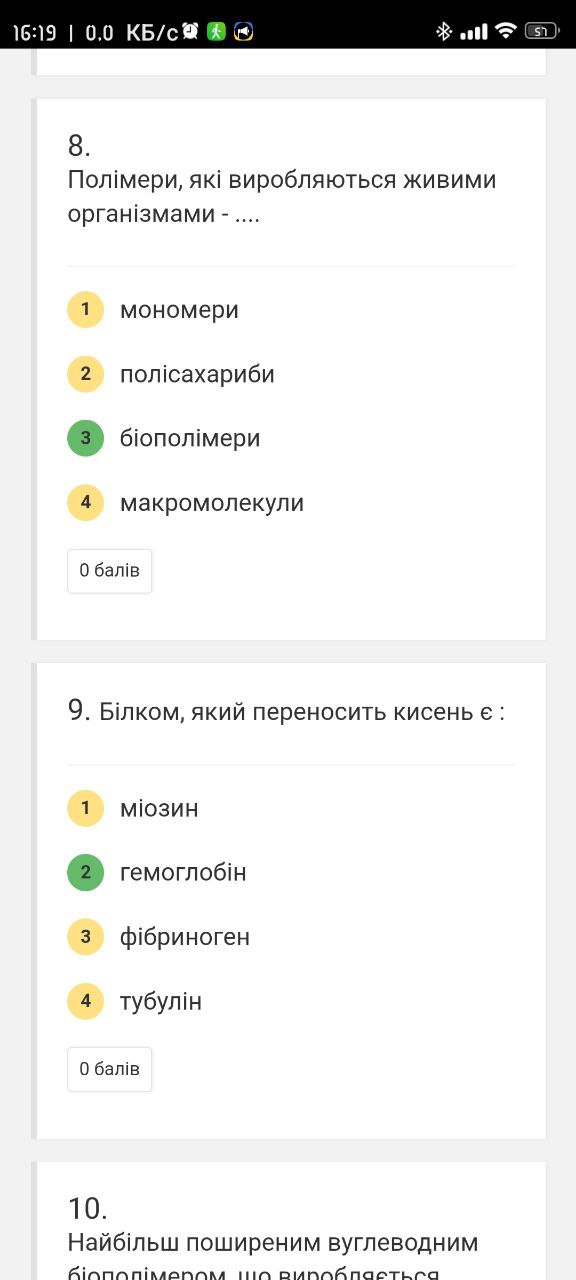 16:19 | 0,0 КБ/с
57
8.
Полімери, які виробляються живими
організмами - ....
1 мономери
2 полісахариби
3 біополімери
4 макромолекули
0 балів
9. Білком, який переносить кисень є :
1 міозин
2 гемоглобін
3 фібриноген
4 тубулін
0 балів
10.
Найбільш поширеним вуглеводним
біополімером, що виробляється